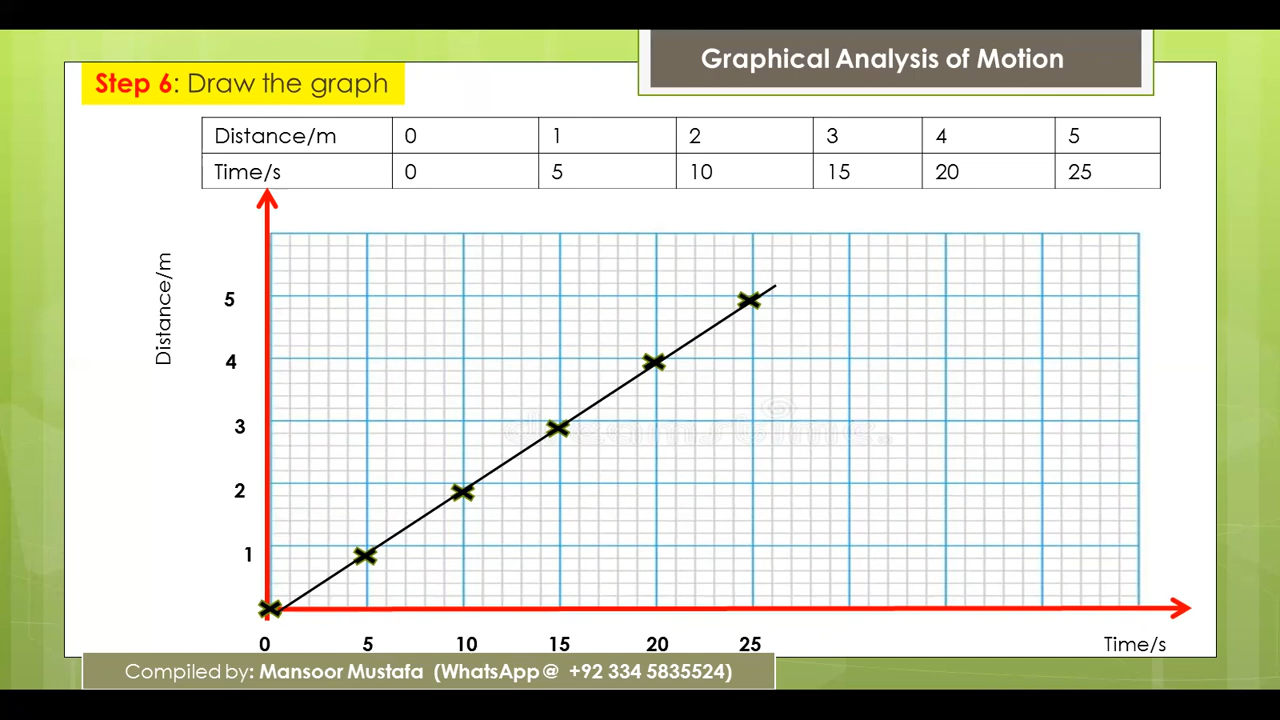 Graphical Analysis of Motion
Step 6: Draw the graph
Distance/m 0 1 2 3 4 5
Time/s 0 5 10 15 20 25
Distance/m
5
4
3
2
1
0 5 10 15 20 25 Time/s
Compiled by: Mansoor Mustafa (WhatsApp@ +92 334 5835524)